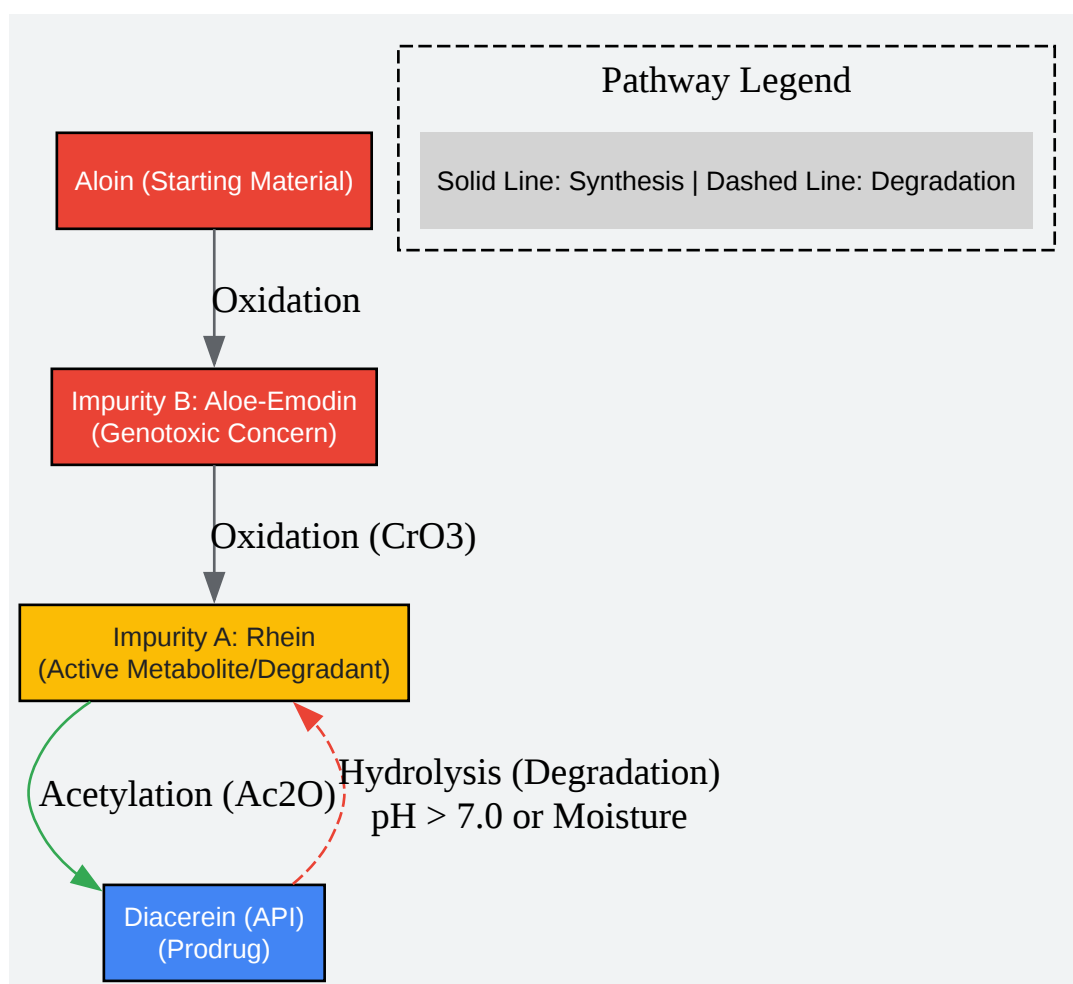 Pathway Legend
Solid Line: Synthesis | Dashed Line: Degradation
Aloin (Starting Material)
Oxidation
Impurity B: Aloe-Emodin
(Genotoxic Concern)
Oxidation (CrO3)
Impurity A: Rhein
(Active Metabolite/Degradant)
Acetylation (Ac2O)
Hydrolysis (Degradation)
pH > 7.0 or Moisture
Diacerein (API)
(Prodrug)